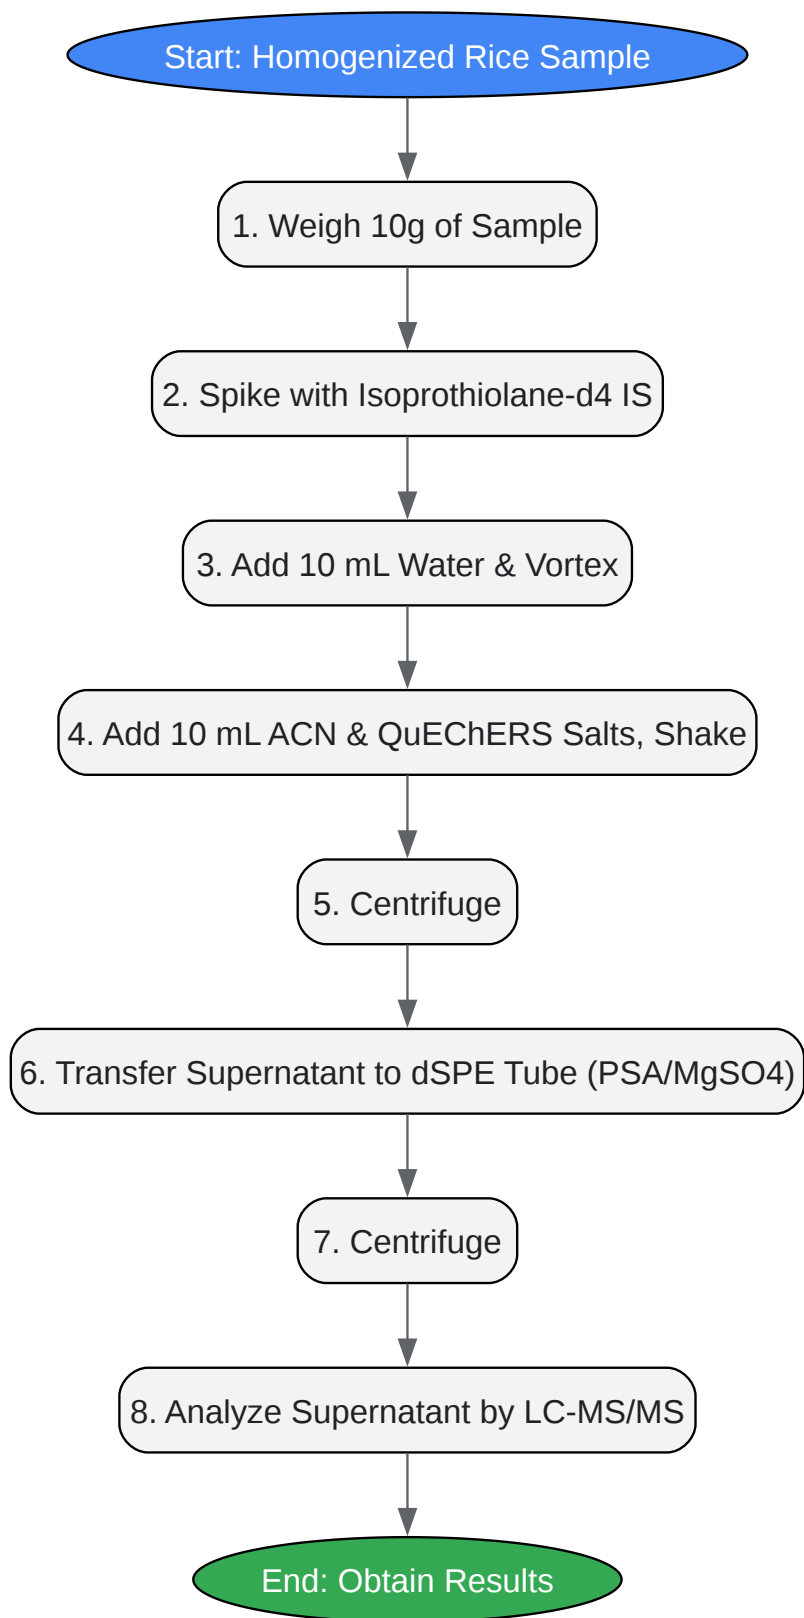 Start: Homogenized Rice Sample
1. Weigh 10g of Sample
2. Spike with Isoprothiolane-d4 IS
3. Add 10 mL Water & Vortex
4. Add 10 mL ACN & QuEChERS Salts, Shake
5. Centrifuge
6. Transfer Supernatant to dSPE Tube (PSA/MgSO4)
7. Centrifuge
8. Analyze Supernatant by LC-MS/MS
End: Obtain Results